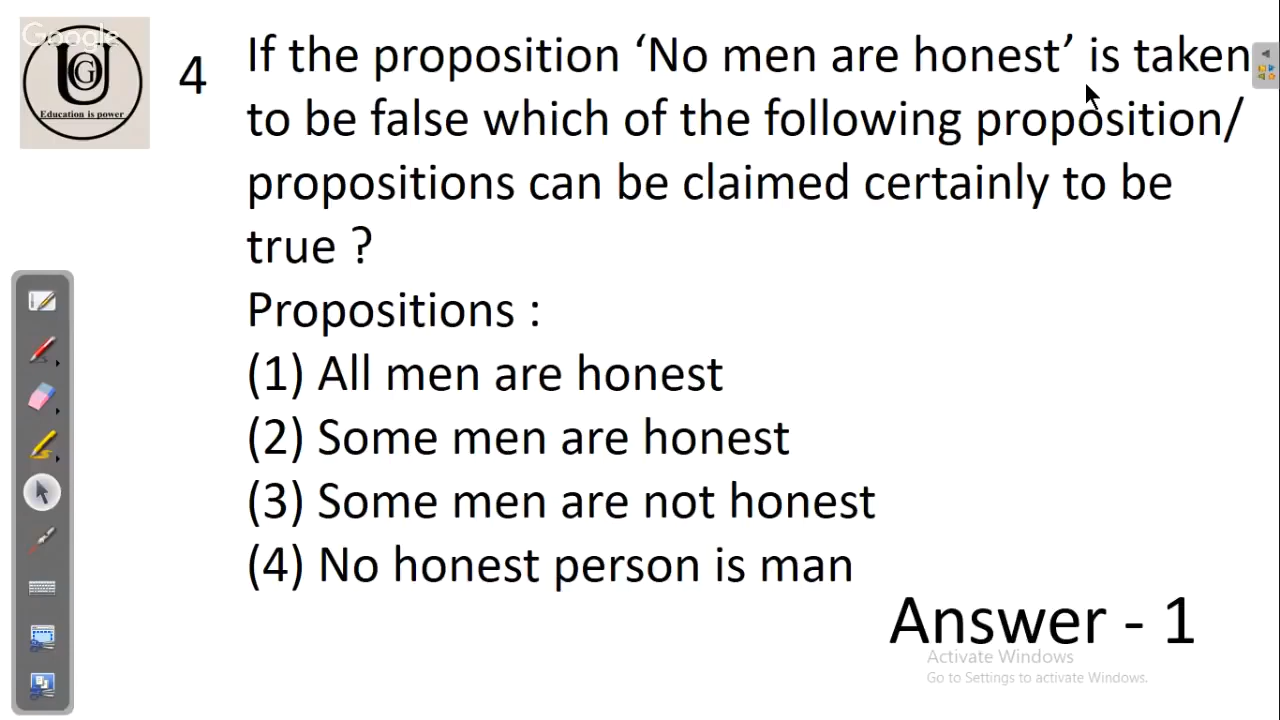 Google
U
G
Education is power
4
If the proposition ‘No men are honest’ is taken
to be false which of the following proposition/
propositions can be claimed certainly to be
true ?
Propositions :
(1) All men are honest
(2) Some men are honest
(3) Some men are not honest
(4) No honest person is man
Answer - 1
Activate Windows
Go to Settings to activate Windows.